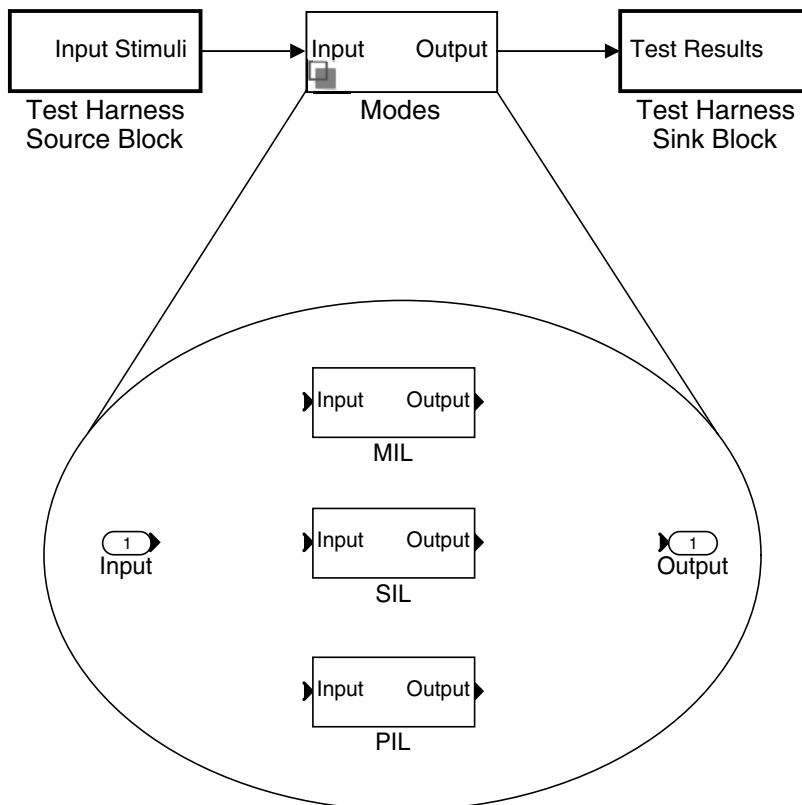 Input Stimuli
Input Output
Test Results
Test Harness
Source Block
Modes
Test Harness
Sink Block
Input Output
MIL
1
Input
Input Output
SIL
1
Output
Input Output
PIL